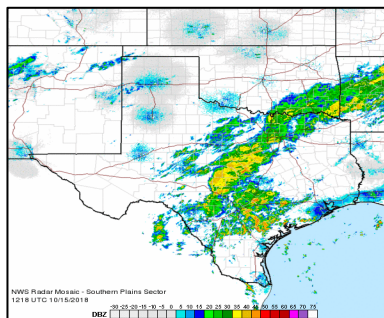 NWS Radar Mosaic - Southern Plains Sector
1218 UTC 10/15/2018
DBZ -30 -25 -20 -15 -10 -5 0 5 10 15 20 25 30 35 40 45 50 55 60 65 70 75